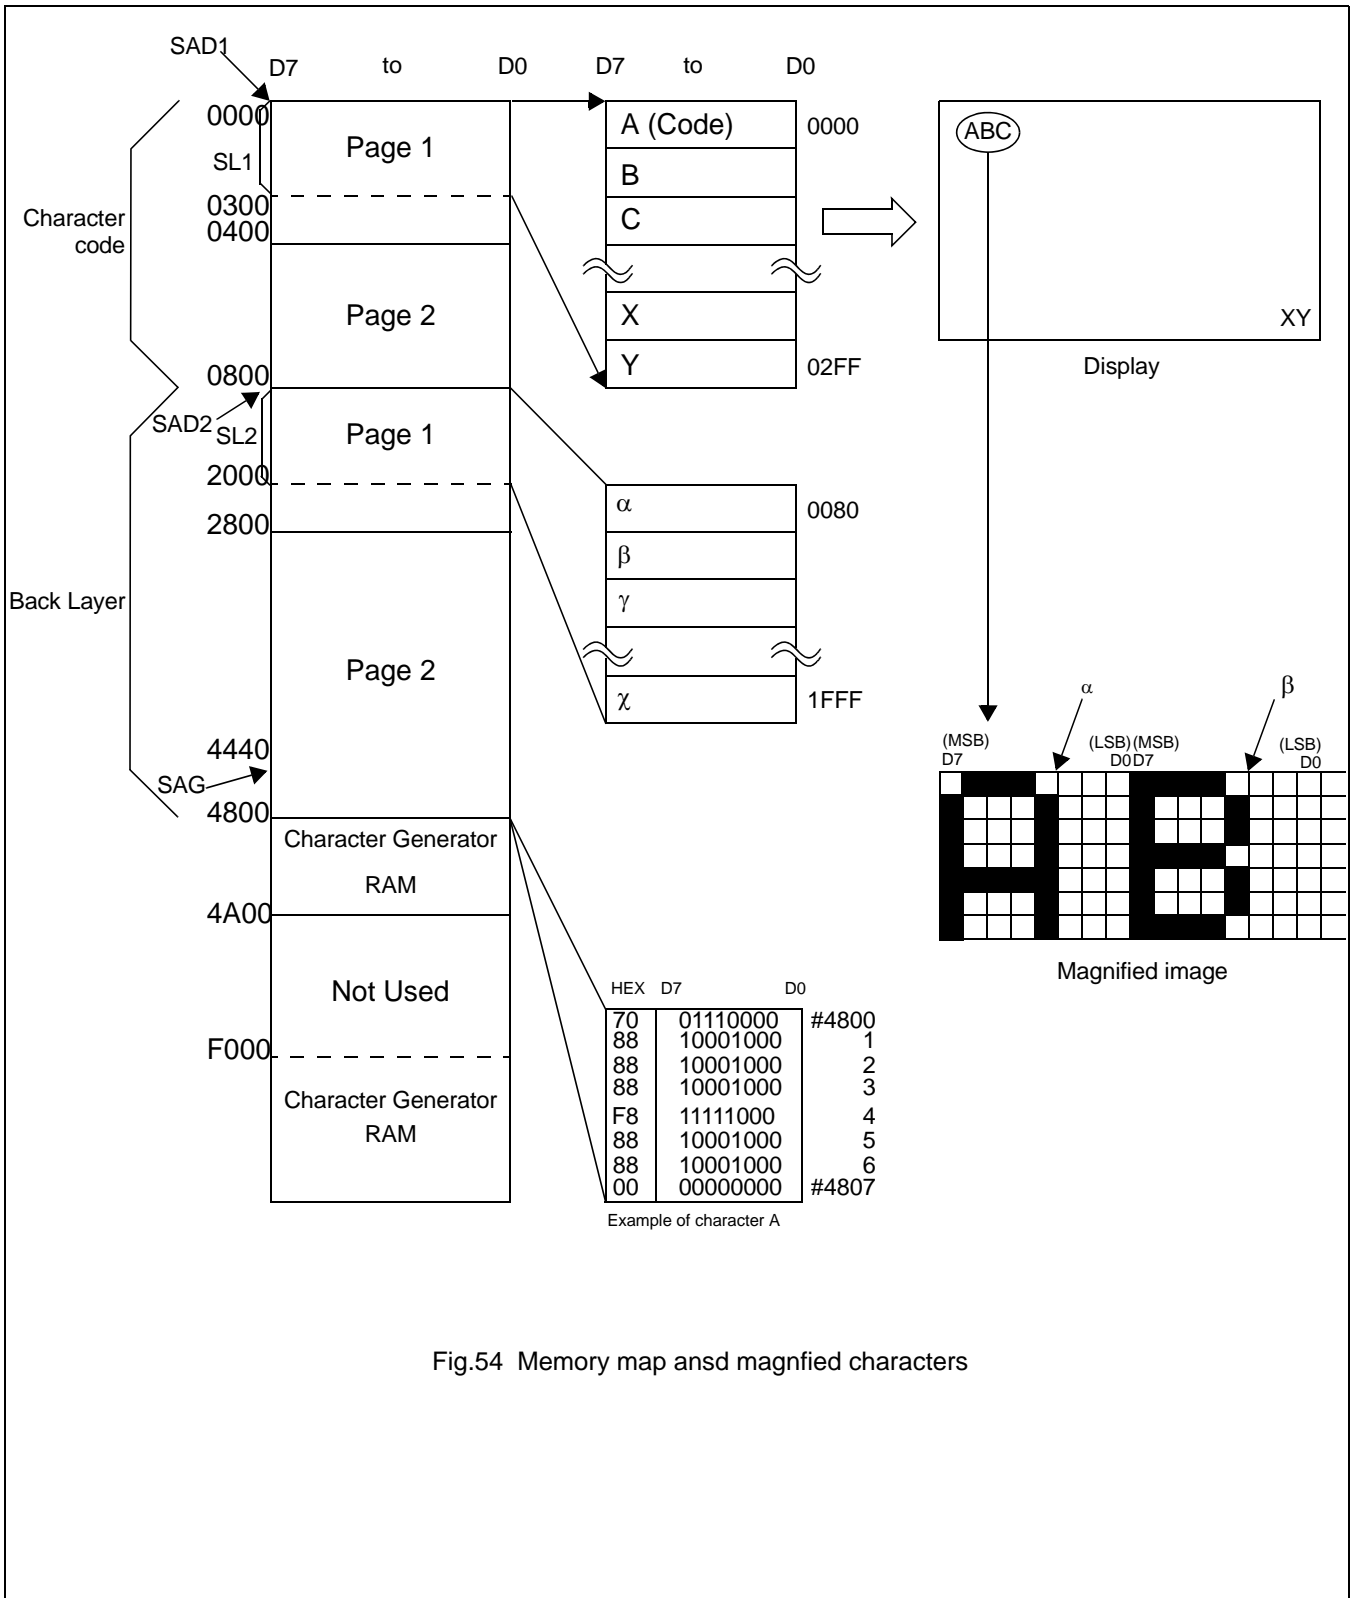 SAD1
D7 to D0 D7 to D0
0000
Page 1
SL1
0300
0400
Character
code
Page 2
0800
SAD2
SL2
Page 1
2000
2800
Back Layer
Page 2
4440
SAG
4800
Character Generator
RAM
4A00
Not Used
F000
Character Generator
RAM
A (Code) 0000
B
C
X
Y 02FF
α 0080
β
γ
χ 1FFF
ABC
XY
Display
α β
(MSB) (LSB) (MSB) (LSB)
D7 D0 D7 D0
Magnified image
HEX D7 D0
70 01110000 #4800
88 10001000 1
88 10001000 2
88 10001000 3
F8 11111000 4
88 10001000 5
88 10001000 6
00 00000000 #4807
Example of character A
Fig.54 Memory map ansd magnfied characters